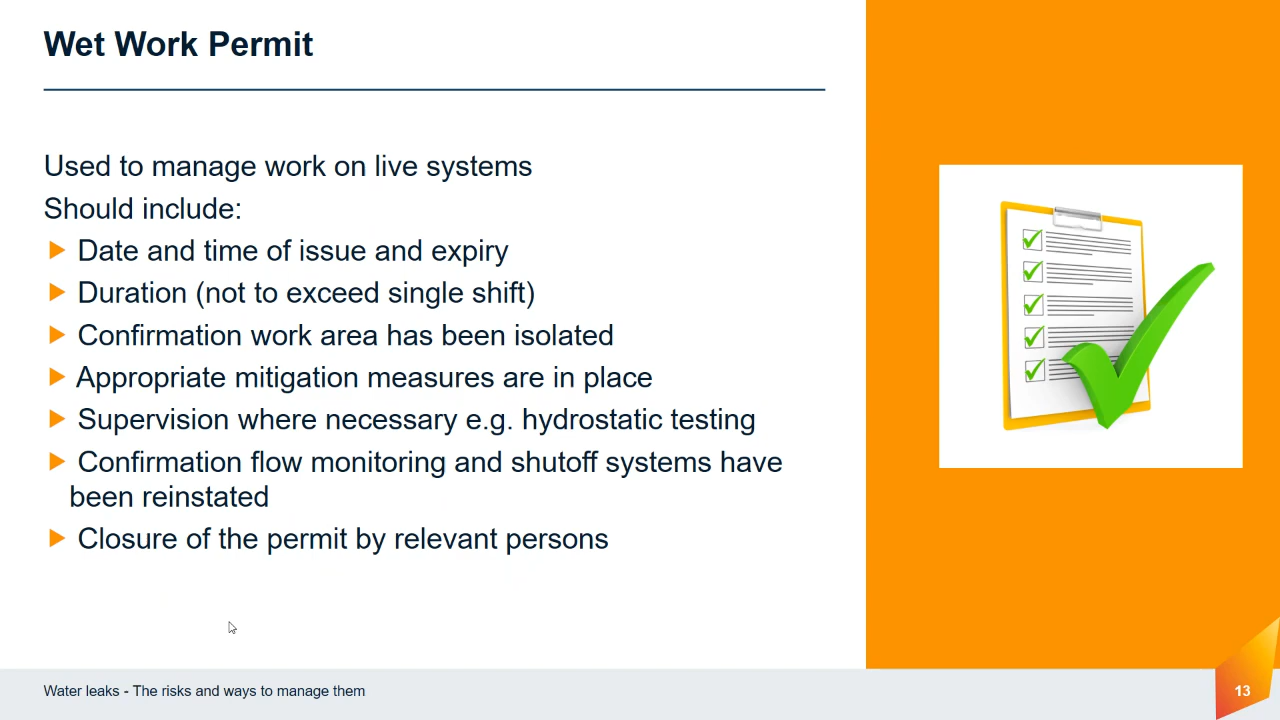 Wet Work Permit
Used to manage work on live systems
Should include:
Date and time of issue and expiry
Duration (not to exceed single shift)
Confirmation work area has been isolated
Appropriate mitigation measures are in place
Supervision where necessary e.g. hydrostatic testing
Confirmation flow monitoring and shutoff systems have
been reinstated
Closure of the permit by relevant persons
Water leaks - The risks and ways to manage them
13